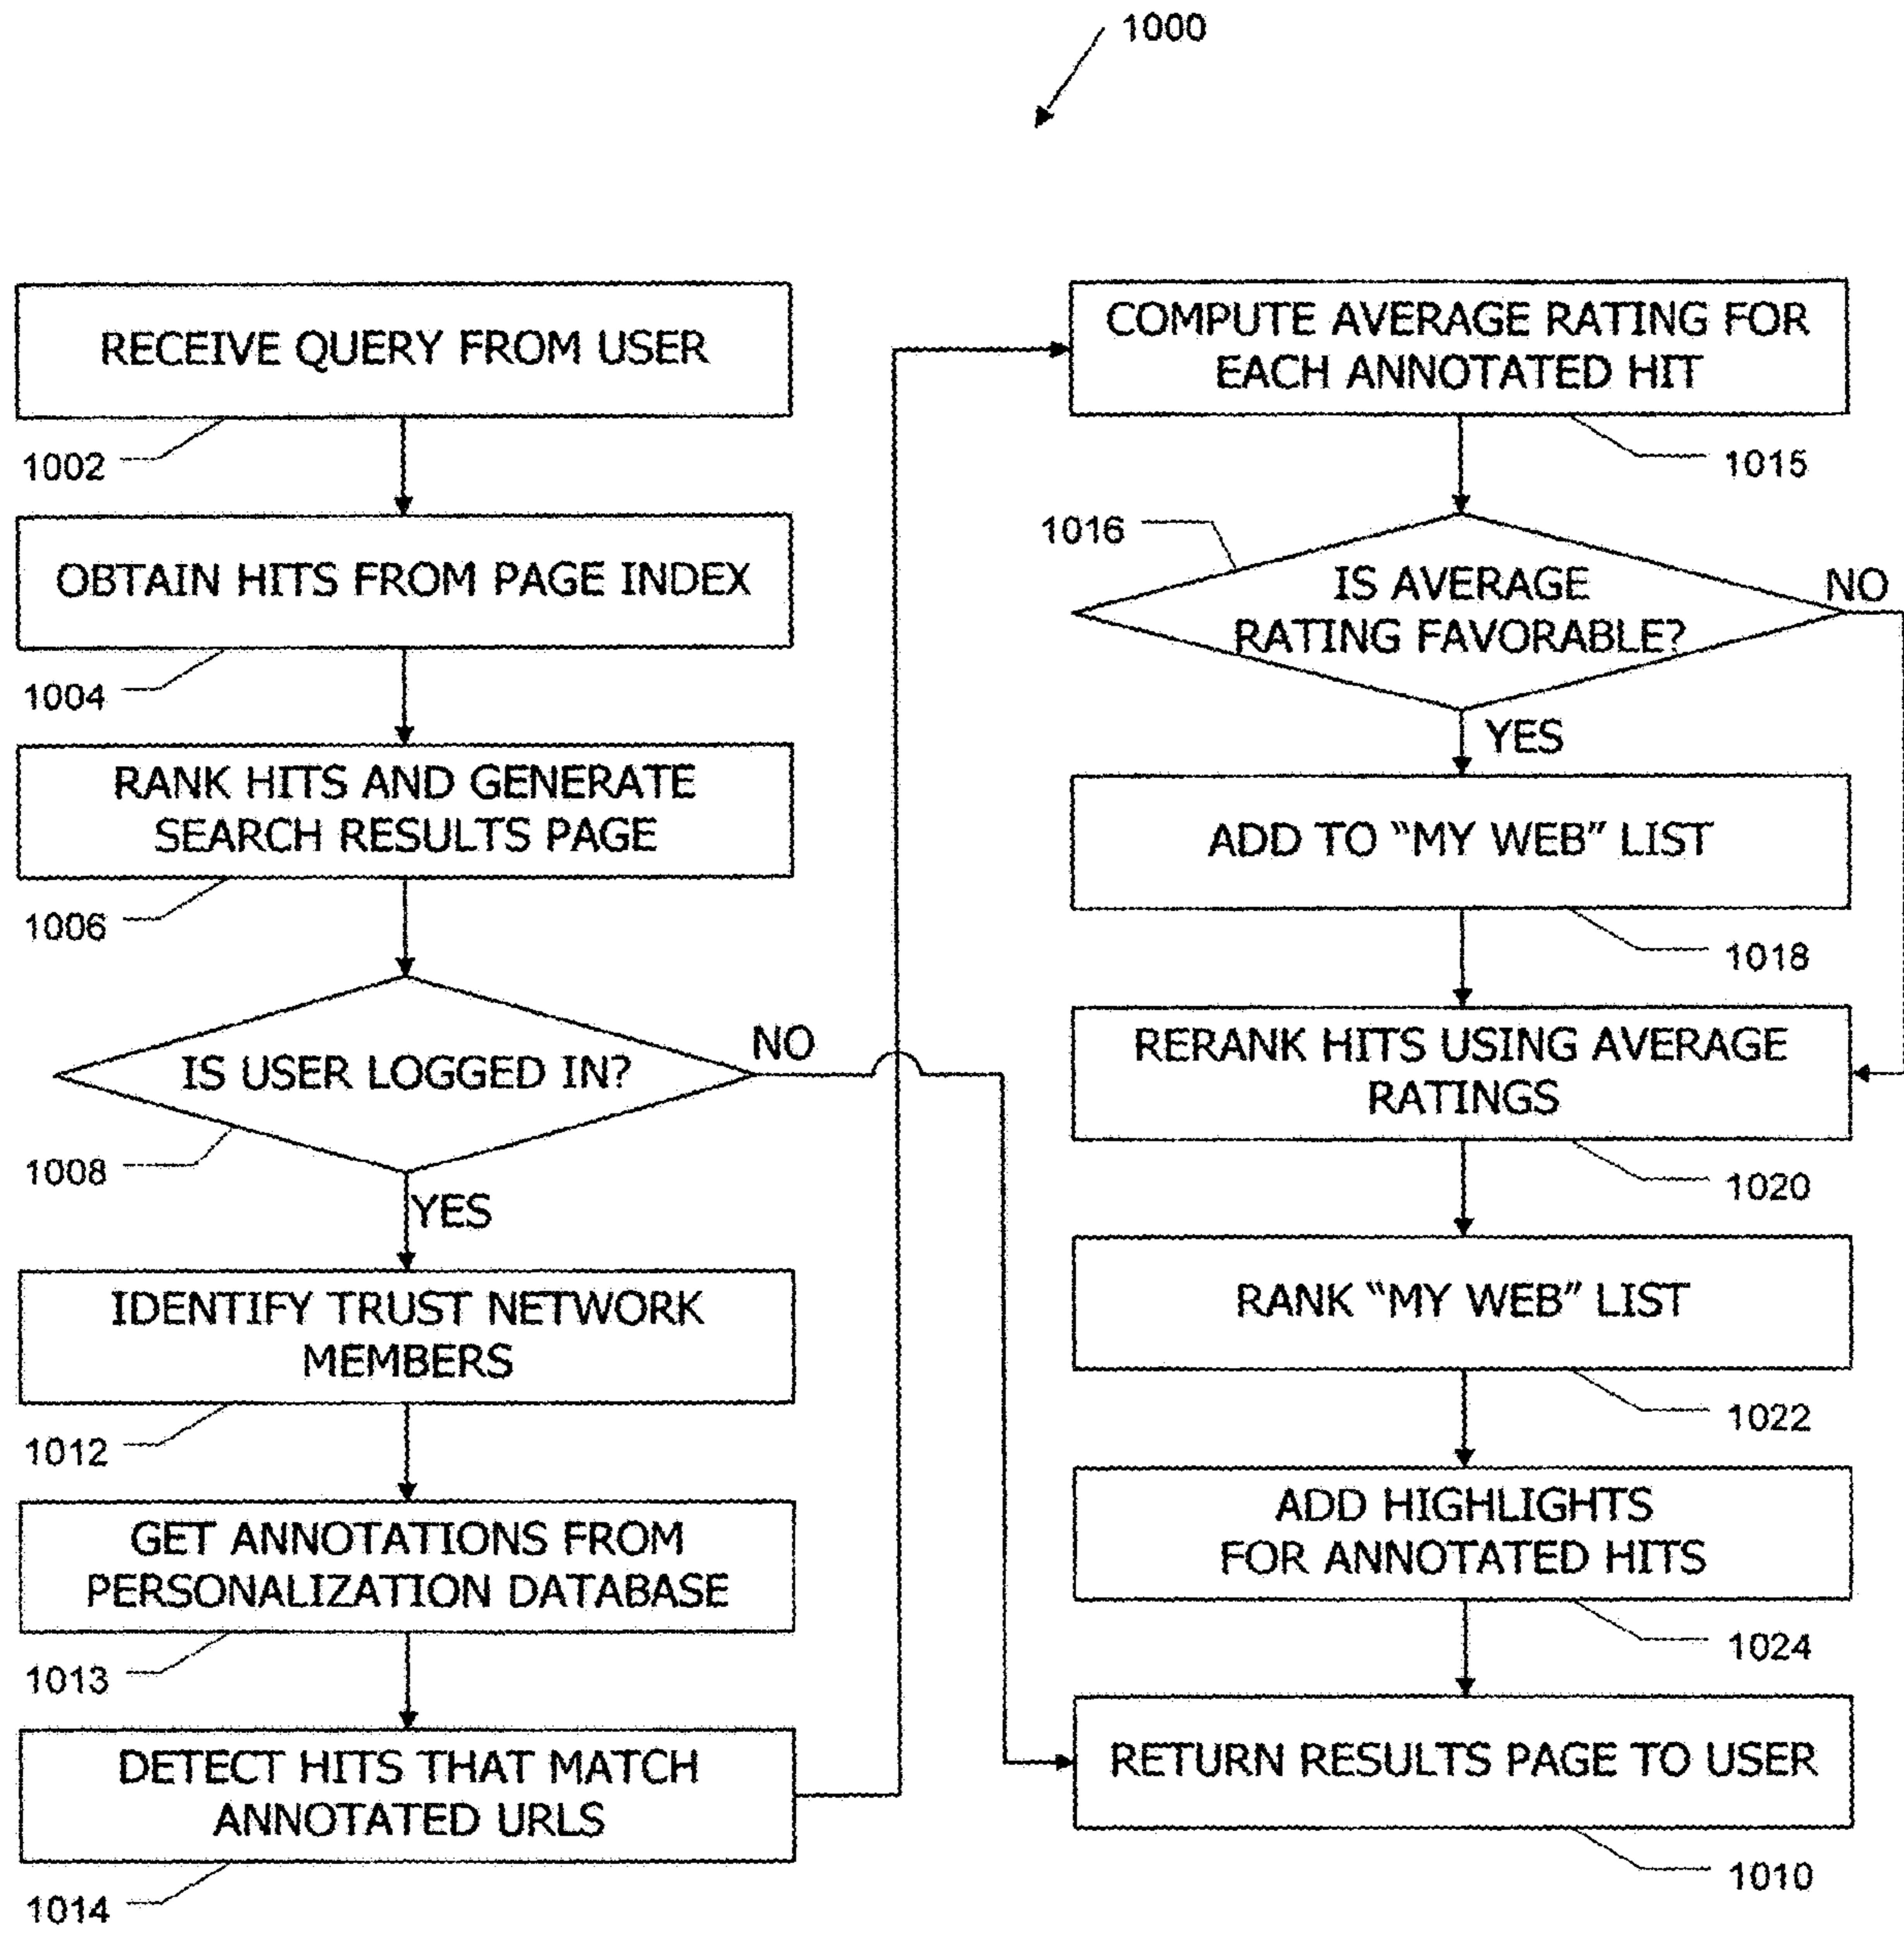 1000
RECEIVE QUERY FROM USER
1002
OBTAIN HITS FROM PAGE INDEX
1004
RANK HITS AND GENERATE
SEARCH RESULTS PAGE
1006
IS USER LOGGED IN?
NO
1008
YES
IDENTIFY TRUST NETWORK
MEMBERS
1012
GET ANNOTATIONS FROM
PERSONALIZATION DATABASE
1013
DETECT HITS THAT MATCH
ANNOTATED URLS
1014
COMPUTE AVERAGE RATING FOR
EACH ANNOTATED HIT
1015
1016
IS AVERAGE
RATING FAVORABLE?
NO
YES
ADD TO “MY WEB” LIST
1018
RERANK HITS USING AVERAGE
RATINGS
1020
RANK “MY WEB” LIST
1022
ADD HIGHLIGHTS
FOR ANNOTATED HITS
1024
RETURN RESULTS PAGE TO USER
1010